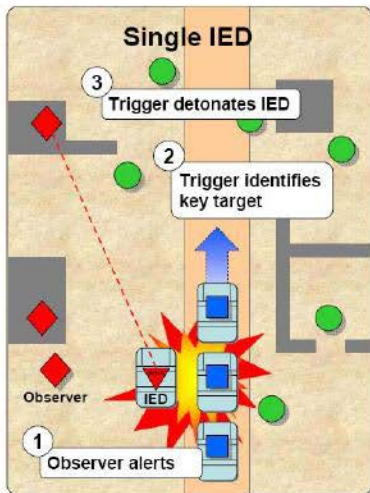 Single IED
3
Trigger detonates IED
2
Trigger identifies
key target
Observer
IED
1
Observer alerts